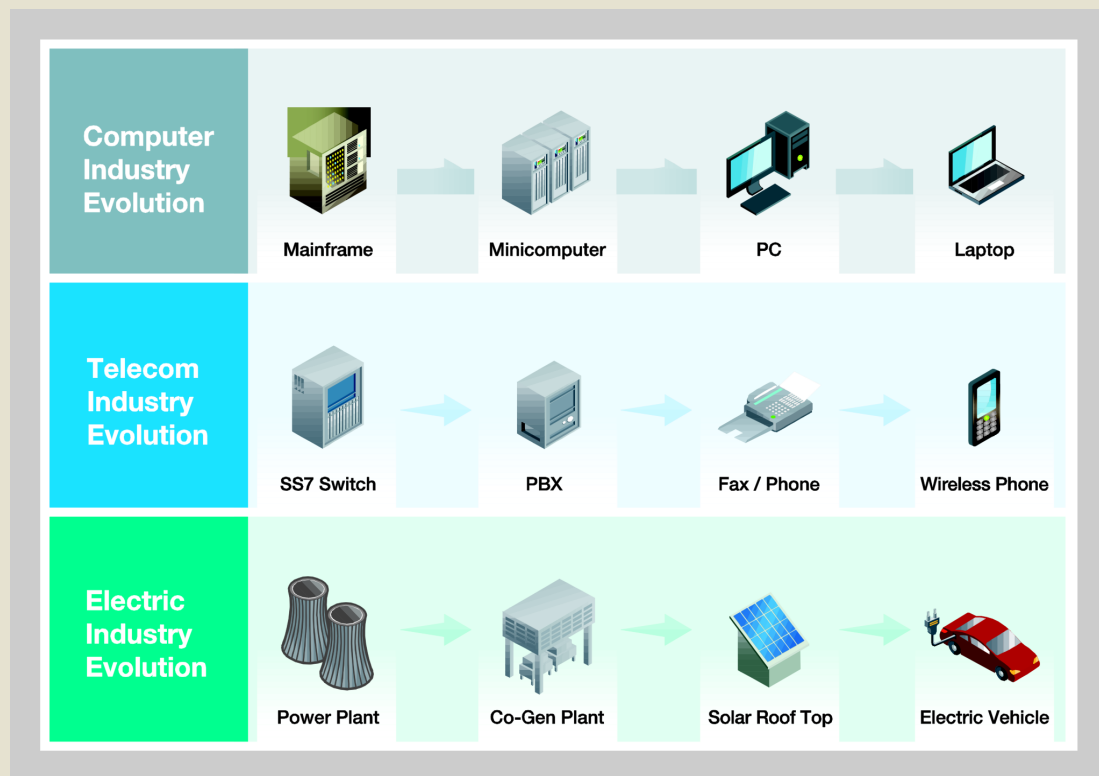 Computer
Industry
Evolution
Mainframe
Minicomputer
PC
Laptop
Telecom
Industry
Evolution
SS7 Switch
PBX
Fax / Phone
Wireless Phone
Electric
Industry
Evolution
Power Plant
Co-Gen Plant
Solar Roof Top
Electric Vehicle